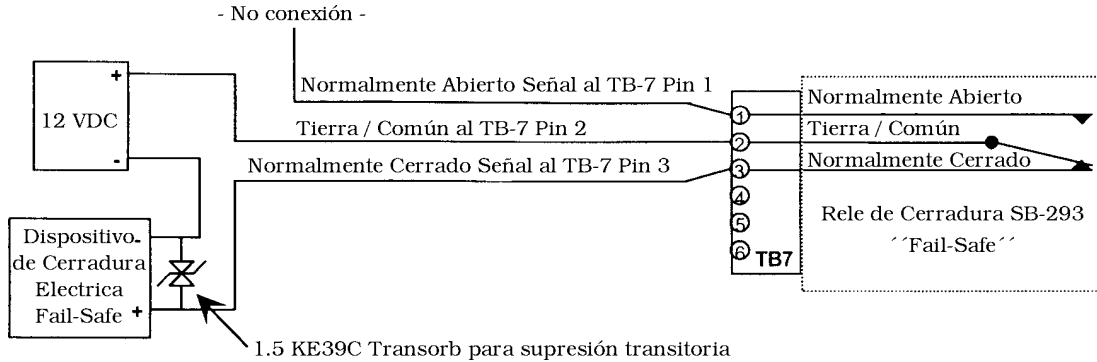 - No conexión -
Normalmente Abierto Señal al TB-7 Pin 1
Normalmente Abierto
+
12 VDC
-
Tierra / Común al TB-7 Pin 2
Tierra / Común
Normalmente Cerrado Señal al TB-7 Pin 3
Normalmente Cerrado
1
2
3
4
5
6
TB7
Rele de Cerradura SB-293
´´Fail-Safe´´
Dispositivo-
de Cerradura
Electrica
Fail-Safe +
1.5 KE39C Transorb para supresión transitoria